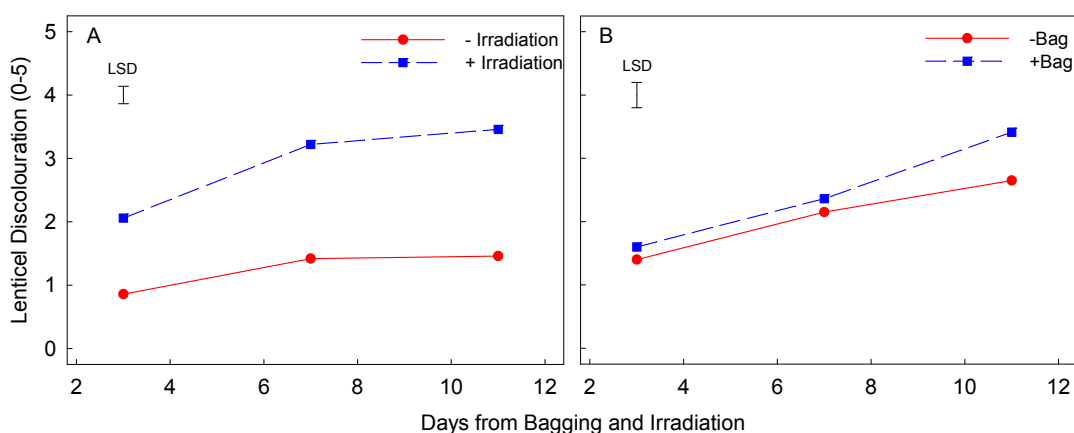 A
- Irradiation
+ Irradiation
LSD
B
-Bag
+Bag
LSD
Lenticel Discolouration (0-5)
5
4
3
2
1
0
2 4 6 8 10 12
2 4 6 8 10 12
Days from Bagging and Irradiation